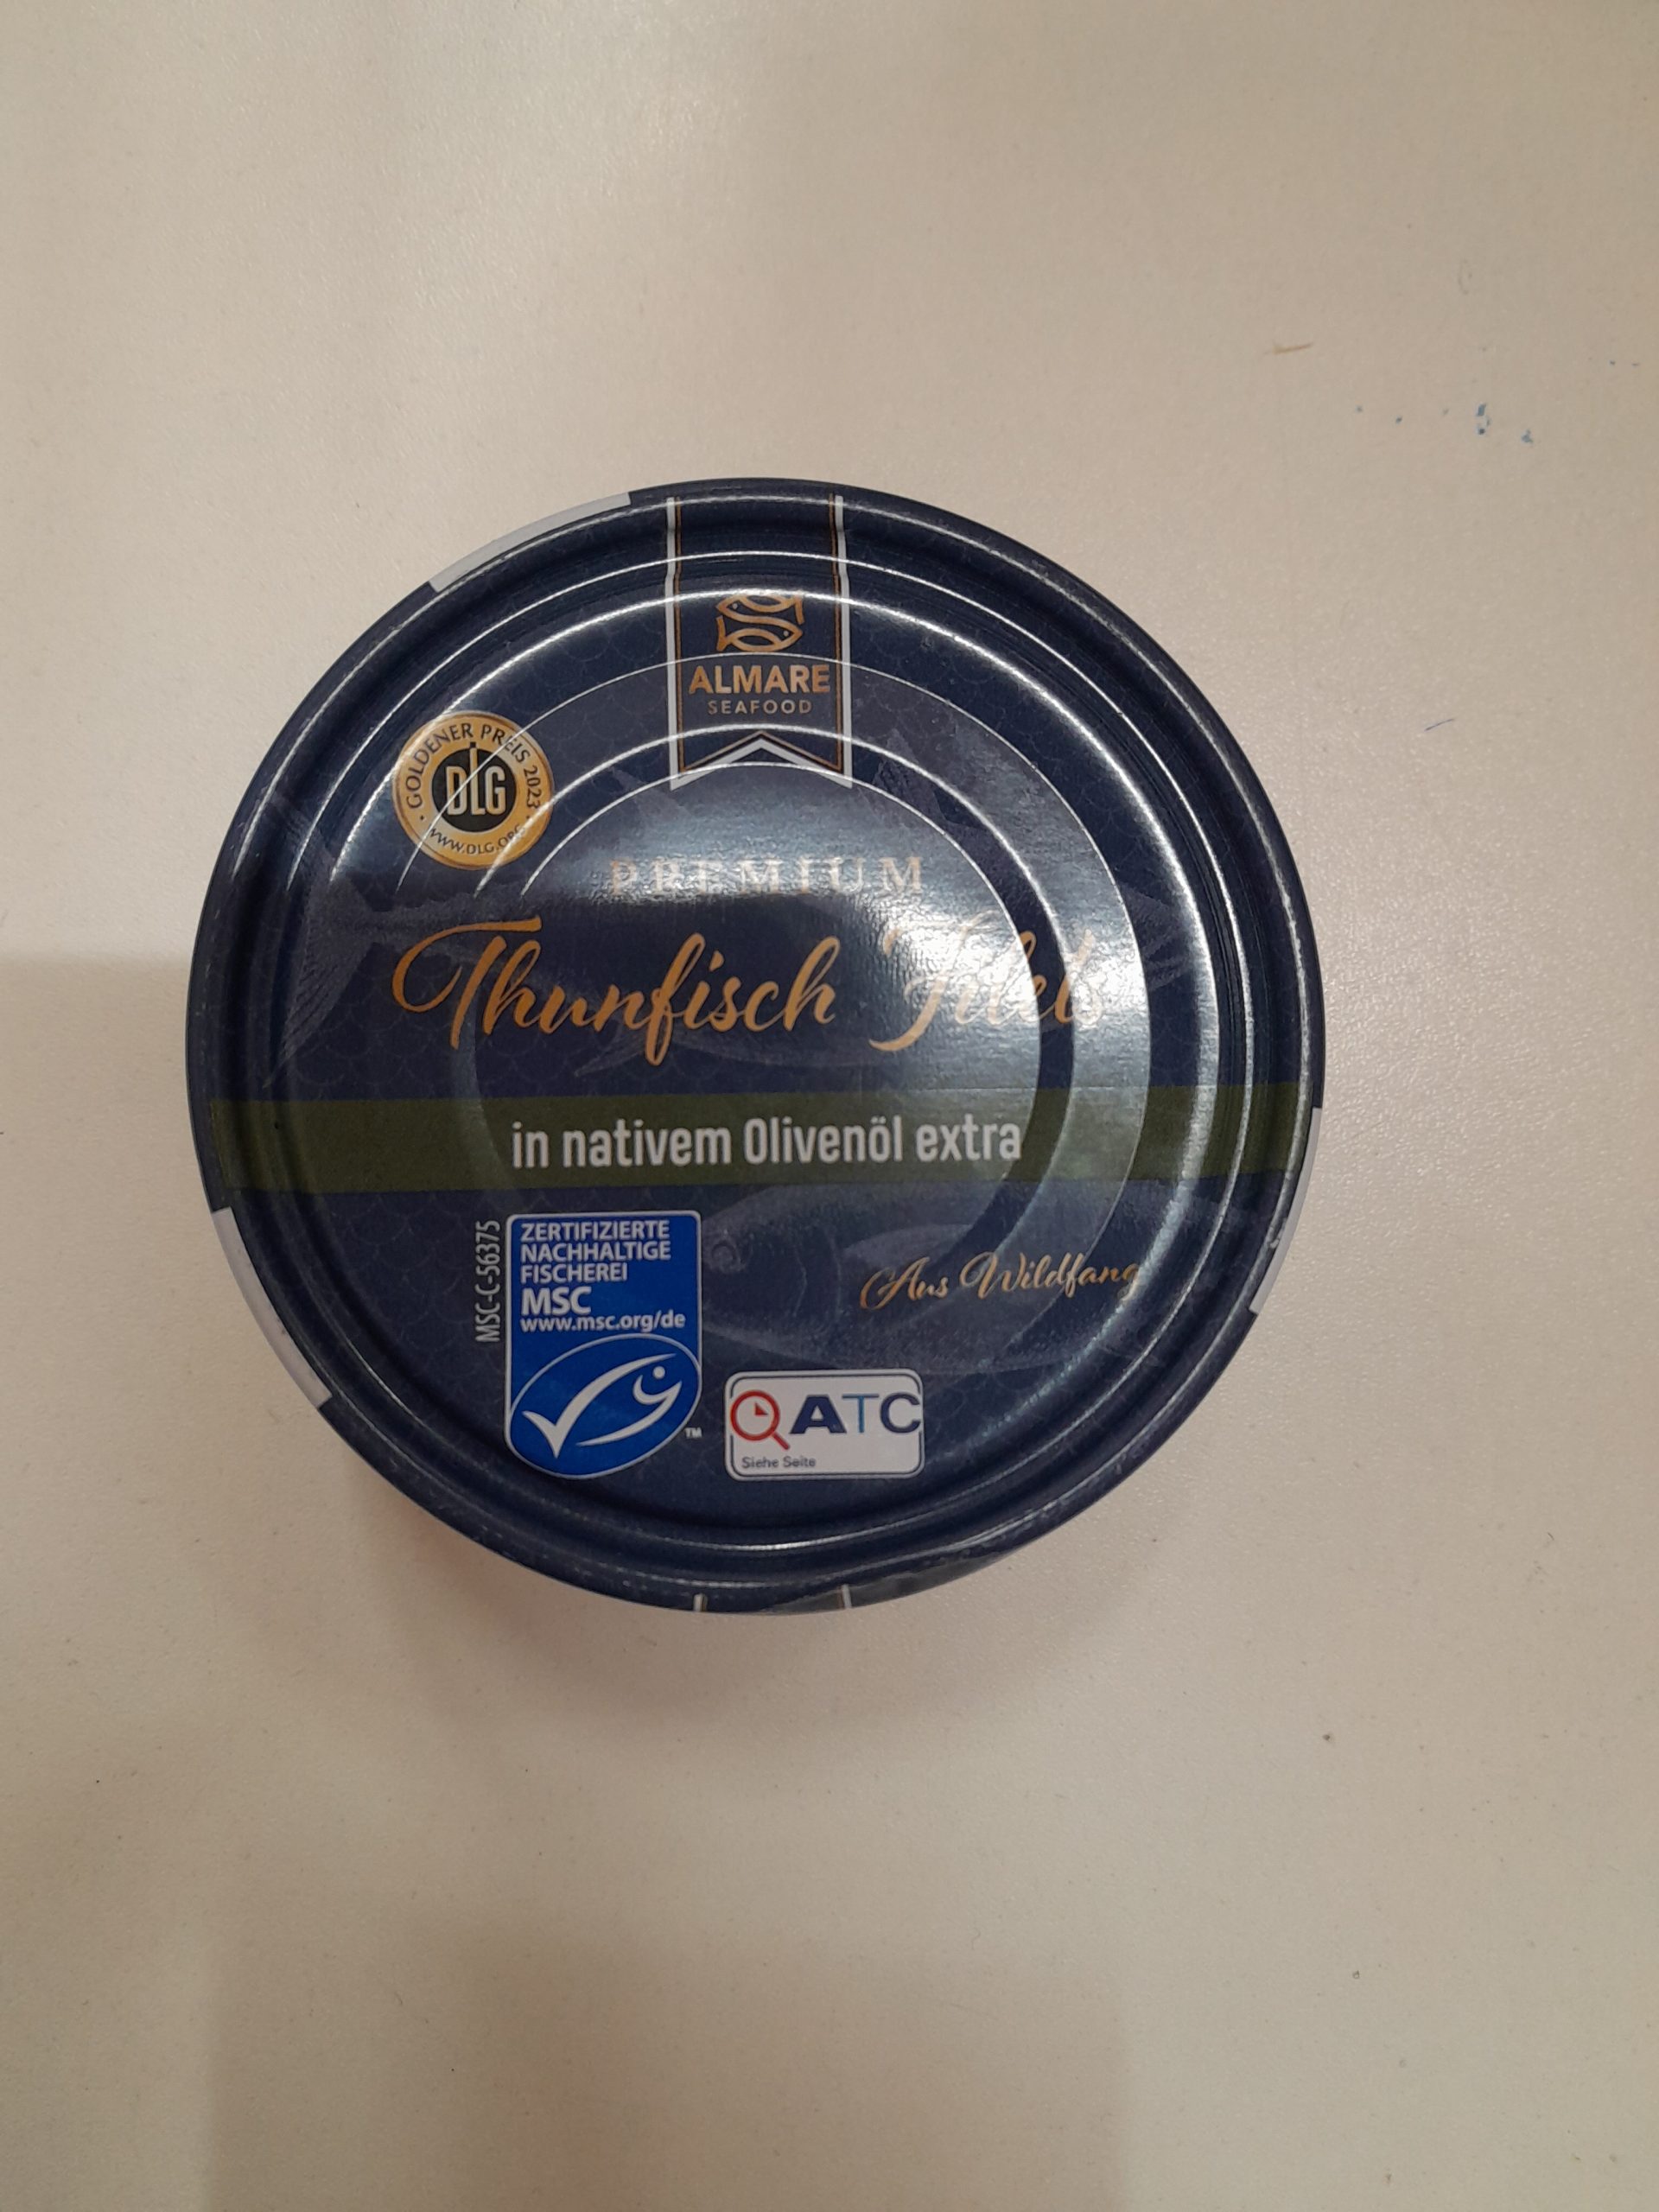 ALMARE
SEAFOOD
GOLDENER PREIS 2023
DLG
WWW.DLG.ORG
PREMIUM
Thunfisch Filets
in nativem Olivenöl extra
MSC-C-56375
ZERTIFIZIERTE
NACHHALTIGE
FISCHEREI
MSC
www.msc.org/de
TM
Aus Wildfang
ATC
Siehe Seite